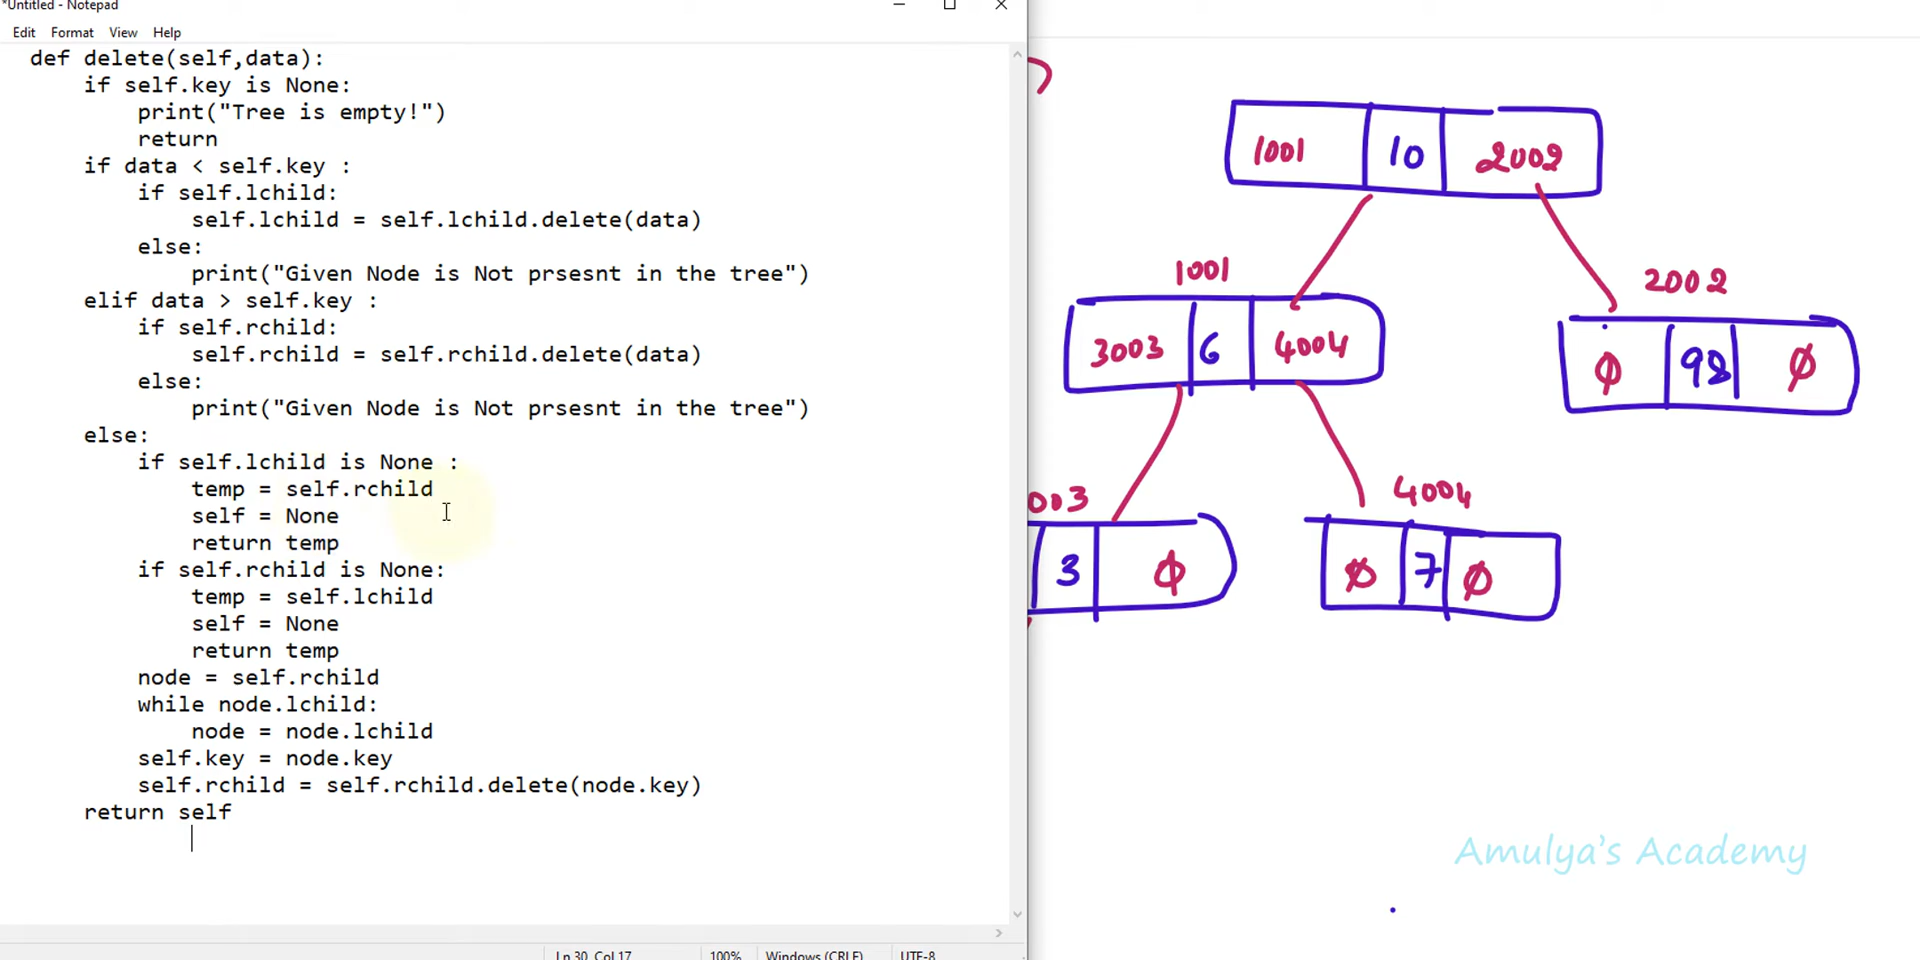 *Untitled - Notepad
Edit Format View Help
def delete(self,data):
if self.key is None:
print("Tree is empty!")
return
if data < self.key :
if self.lchild:
self.lchild = self.lchild.delete(data)
else:
print("Given Node is Not prsesnt in the tree")
elif data > self.key :
if self.rchild:
self.rchild = self.rchild.delete(data)
else:
print("Given Node is Not prsesnt in the tree")
else:
if self.lchild is None :
temp = self.rchild
self = None
return temp
if self.rchild is None:
temp = self.lchild
self = None
return temp
node = self.rchild
while node.lchild:
node = node.lchild
self.key = node.key
self.rchild = self.rchild.delete(node.key)
return self
Ln 30, Col 17 100% Windows (CRLF) UTF-8
1001 10 2002
1001
2002
3003 6 4004
ϕ 98 ϕ
003
4004
3 ϕ
ϕ 7 ϕ
Amulya's Academy